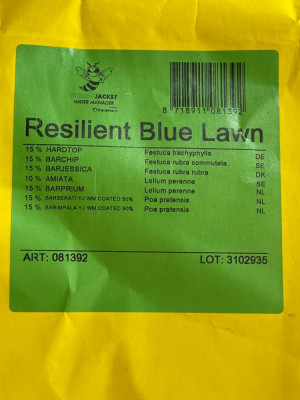 JACKET
WATER MANAGER
8 718911 081392
Resilient Blue Lawn
15 % HARDTOP Festuca trachyphylla DE
15 % BARCHIP Festuca rubra commutata SE
15 % BARJESSICA Festuca rubra rubra DK
10 % AMIATA Lolium perenne SE
15 % BARPRIUM Lolium perenne NL
15 % BARSERATI YJ WM COATED 50% Poa pratensis NL
15 % BARIMPALA YJ WM COATED 50% Poa pratensis NL
ART: 081392 LOT: 3102935